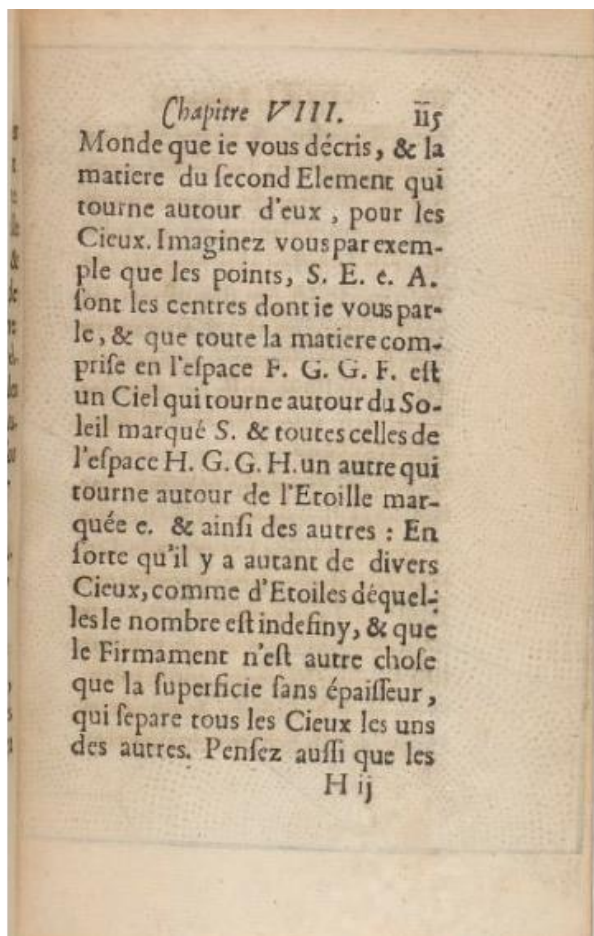 Chapitre VIII. 115
Monde que ie vous décris, & la
matiere du ſecond Element qui
tourne autour d'eux, pour les
Cieux. Imaginez vous par exem-
ple que les points, S. E. e. A.
ſont les centres dont ie vous par-
le, & que toute la matiere com-
priſe en l'eſpace F. G. G. F. eſt
un Ciel qui tourne autour du So-
leil marqué S. & toutes celles de
l'eſpace H. G. G. H. un autre qui
tourne autour de l'Etoille mar-
quée e. & ainſi des autres : En
ſorte qu'il y a autant de divers
Cieux, comme d'Etoiles déquel-
les le nombre eſt indefiny, & que
le Firmament n'eſt autre choſe
que la ſuperficie ſans épaiſſeur,
qui ſepare tous les Cieux les uns
des autres. Penſez auſſi que les
H ij